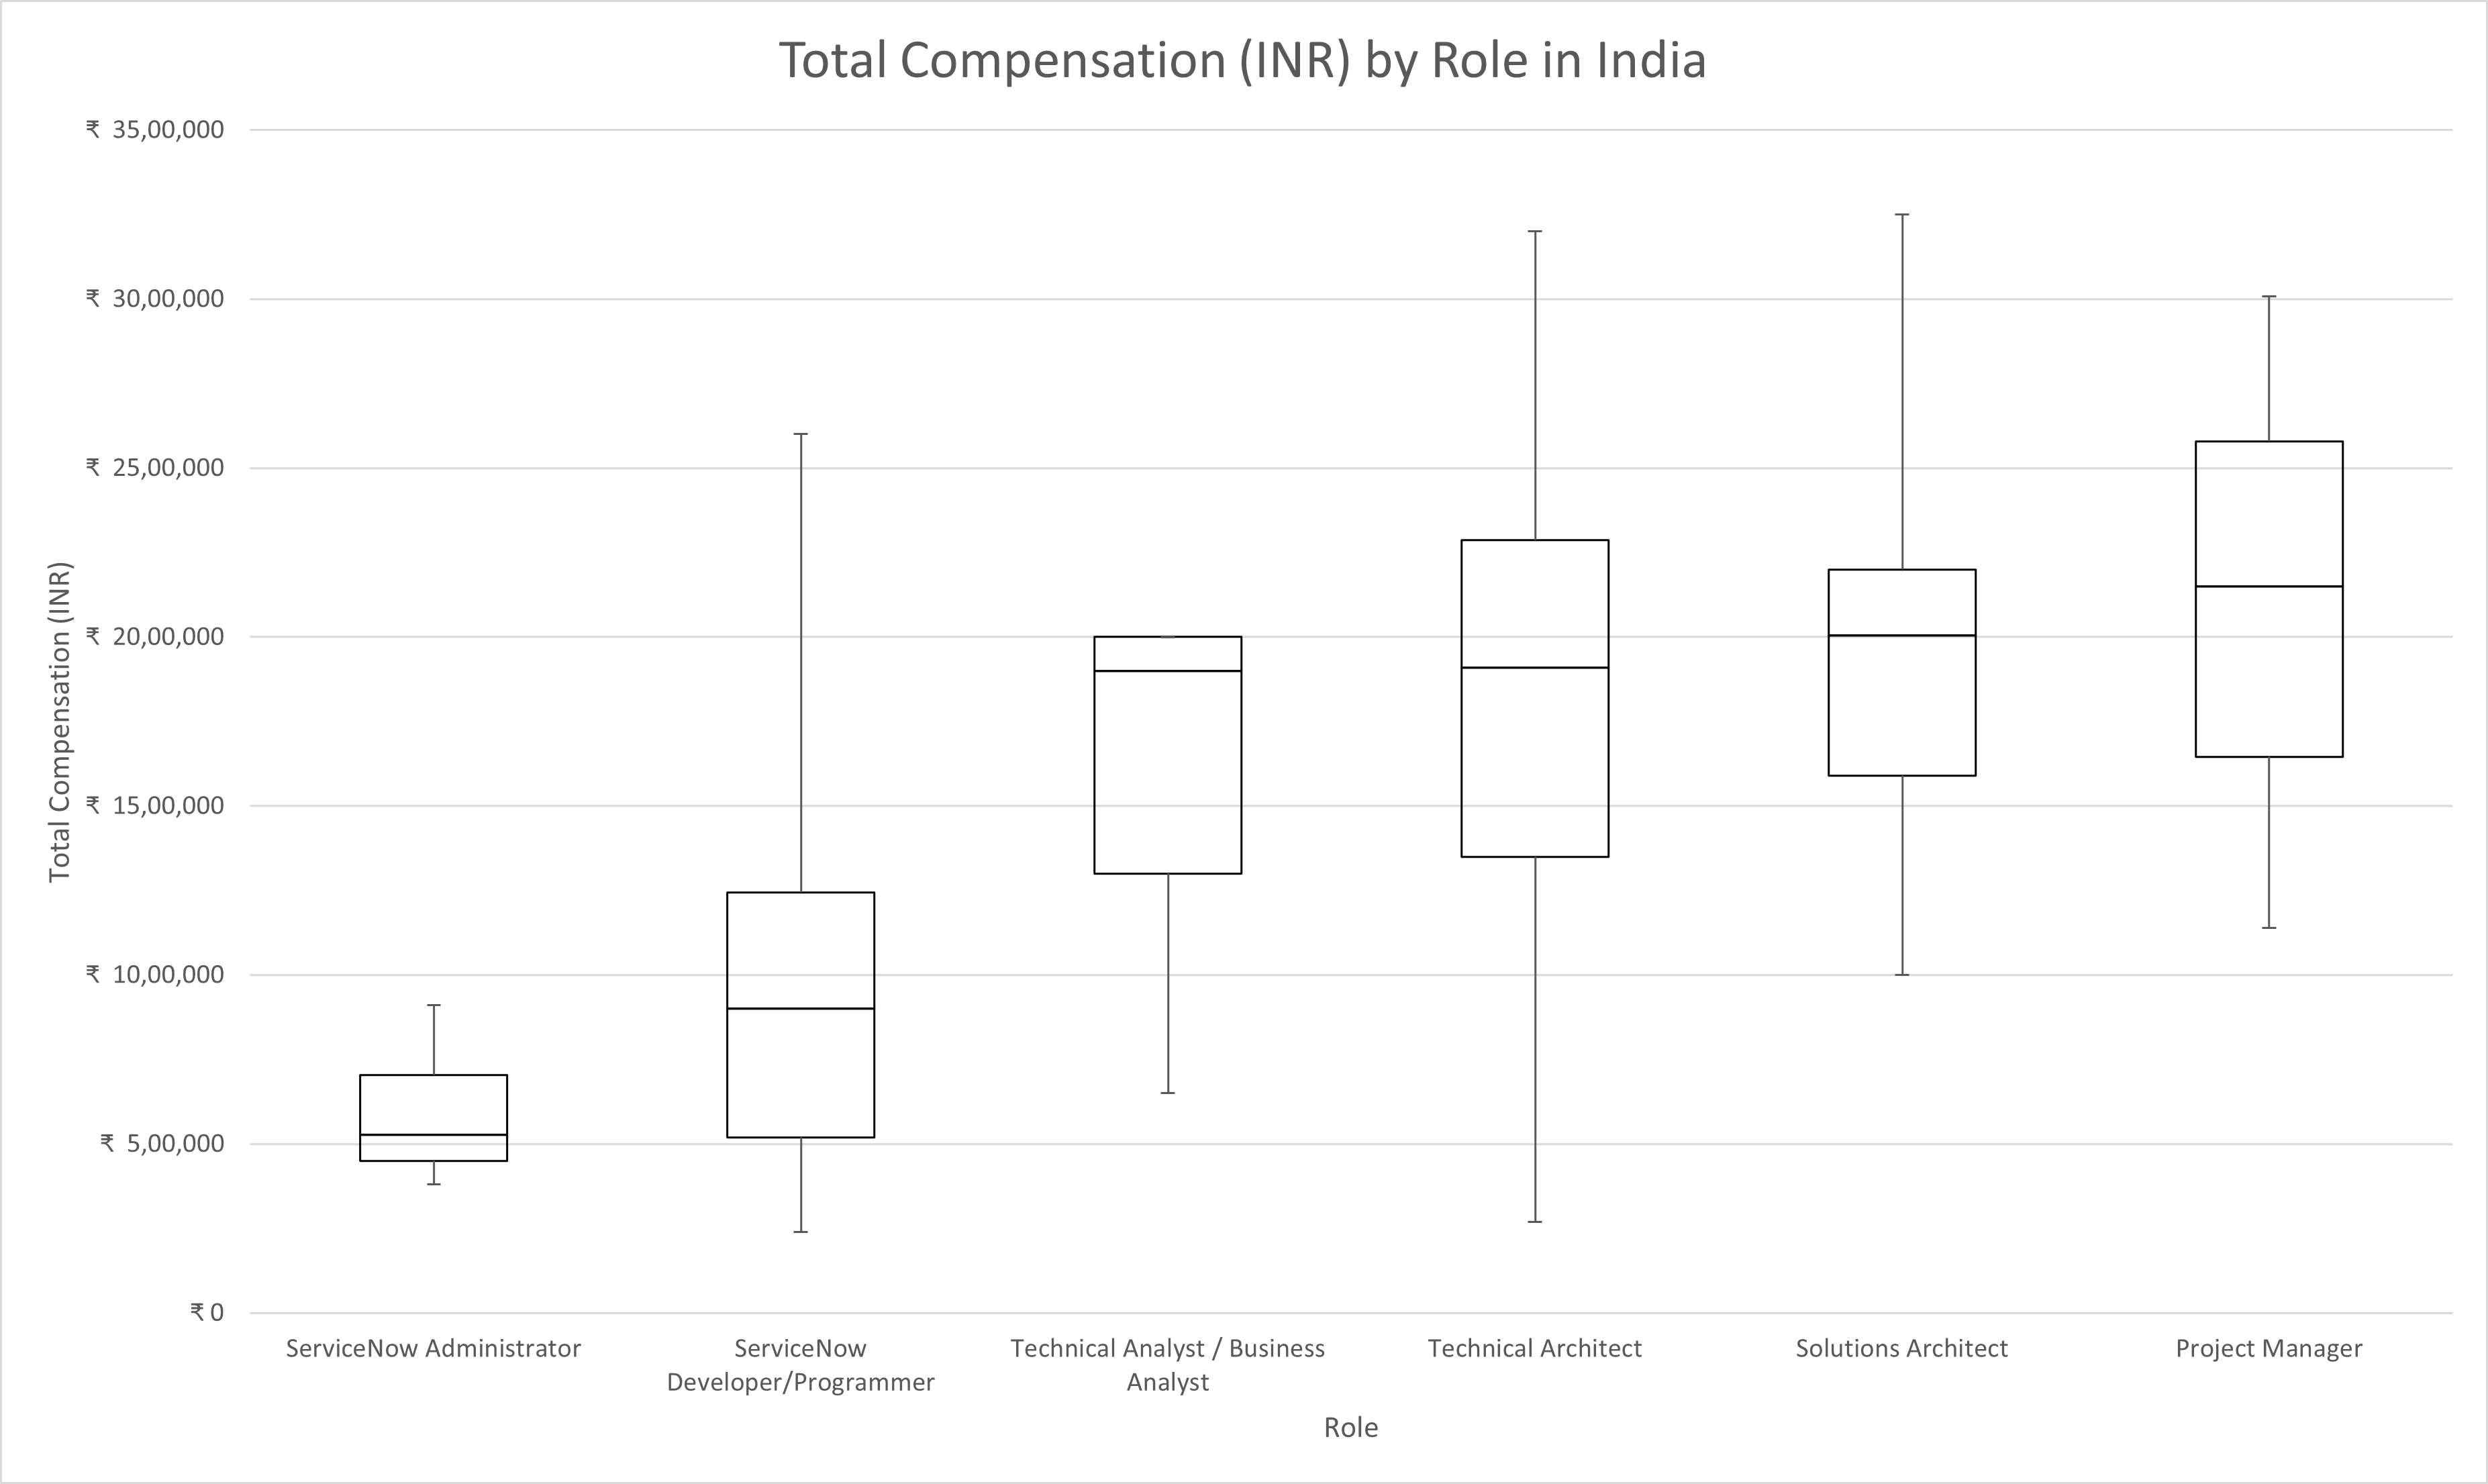 Total Compensation (INR) by Role in India
₹ 35,00,000
₹ 30,00,000
₹ 25,00,000
₹ 20,00,000
₹ 15,00,000
₹ 10,00,000
₹ 5,00,000
₹ 0
Total Compensation (INR)
ServiceNow Administrator
ServiceNow
Developer/Programmer
Technical Analyst / Business
Analyst
Technical Architect
Solutions Architect
Project Manager
Role